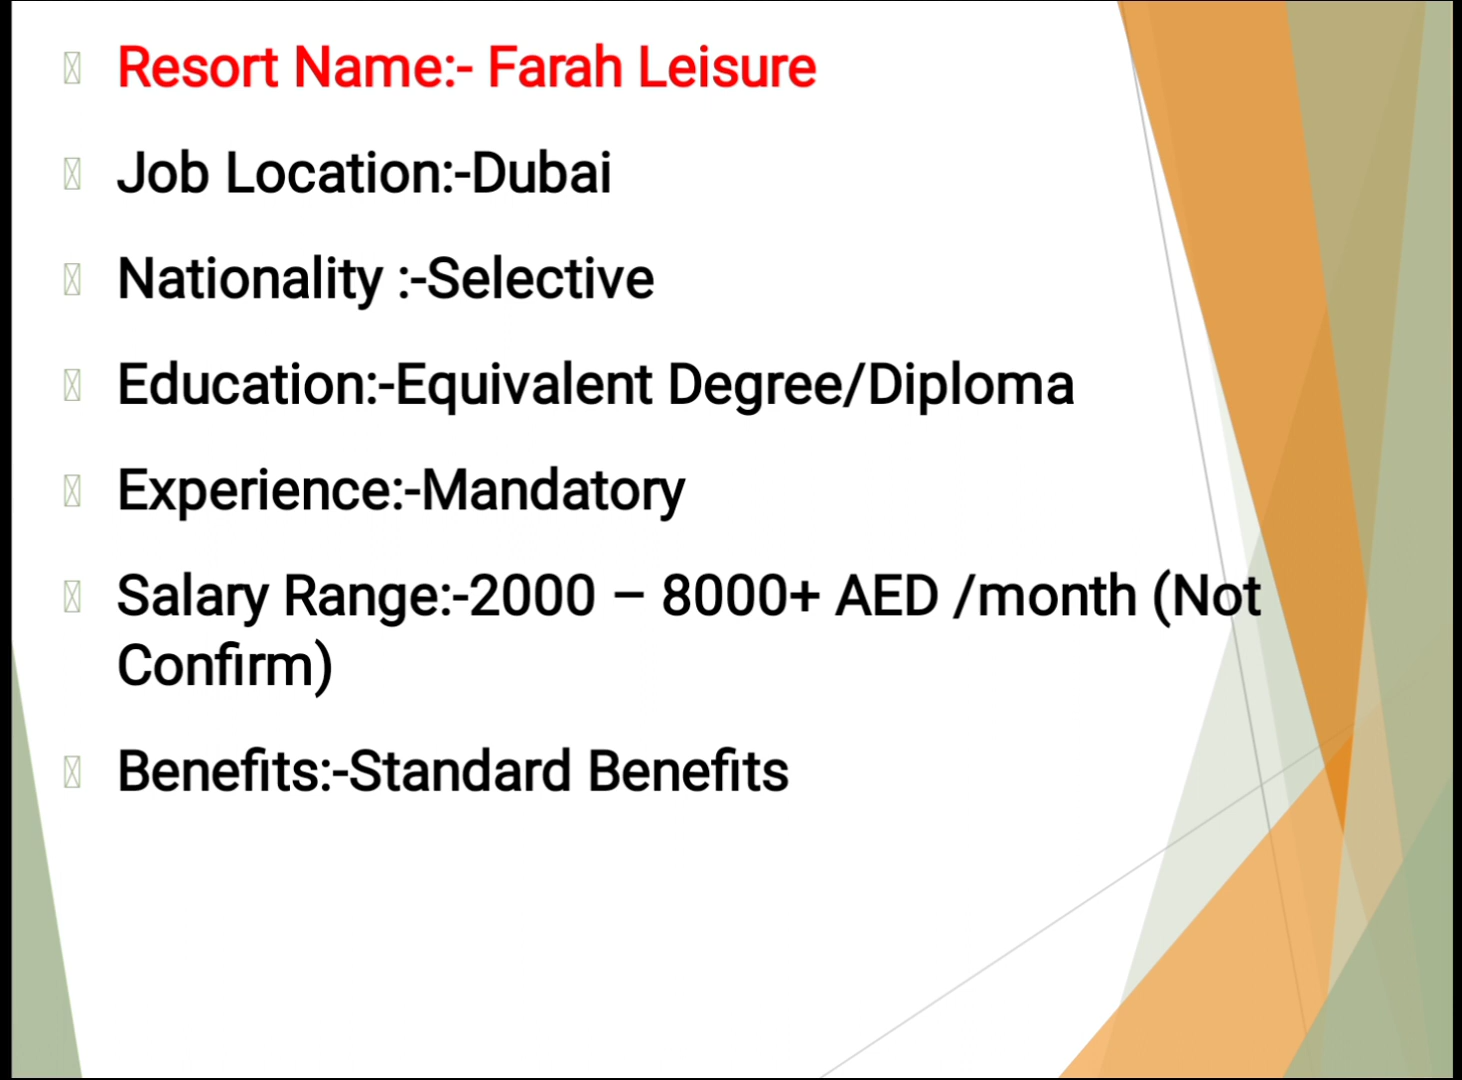 Resort Name:- Farah Leisure
Job Location:-Dubai
Nationality :-Selective
Education:-Equivalent Degree/Diploma
Experience:-Mandatory
Salary Range:-2000 – 8000+ AED /month (Not
Confirm)
Benefits:-Standard Benefits